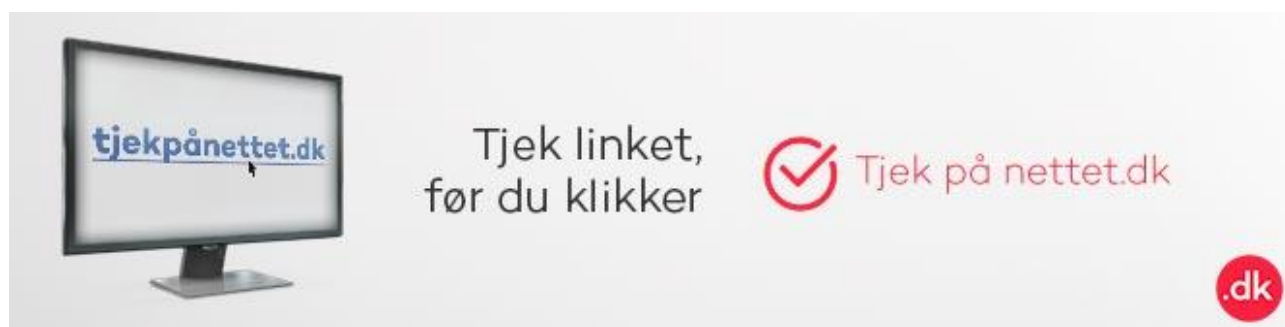 tjekpånettet.dk
Tjek linket,
før du klikker
Tjek på nettet.dk
.dk